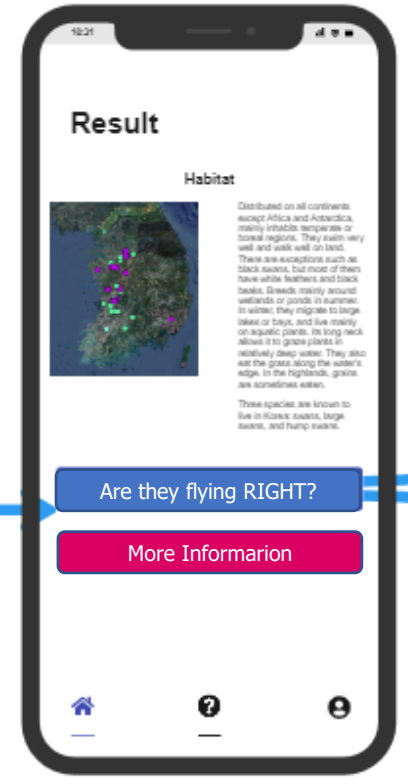 10:21
Result
Habitat
Distributed on all continents
except Africa and Antarctica,
mainly inhabits temperate or
boreal regions. They swim very
well and walk well on land.
There are exceptions such as
black swans, but most of them
have white feathers and black
beaks. Breeds mainly around
wetlands or ponds in summer.
In winter, they migrate to large
lakes or bays, and live mainly
on aquatic plants. Its long neck
allows it to graze plants in
relatively deep water. They also
eat the grass along the water's
edge. In the highlands, grains
are sometimes eaten.
Three species are known to
live in Korea: swans, large
swans, and hump swans.
Are they flying RIGHT?
More Informarion